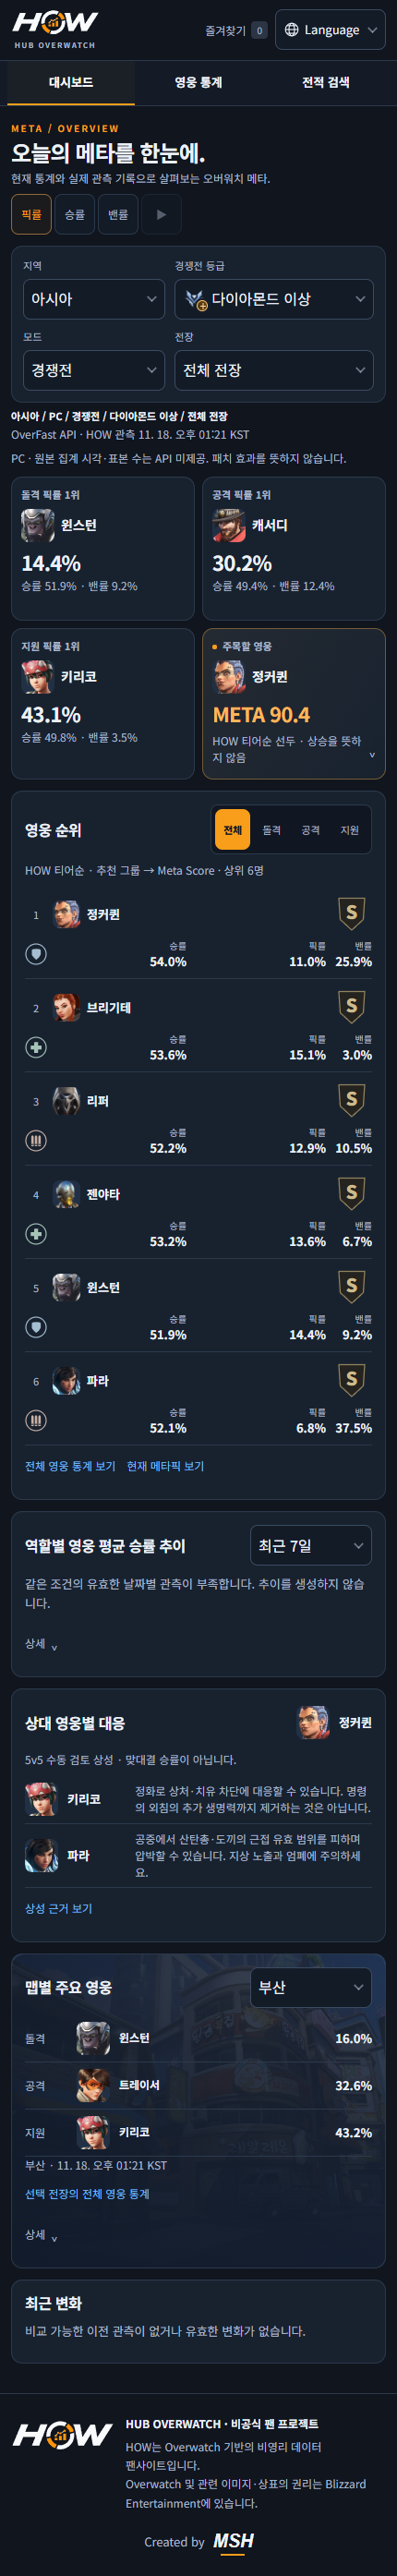 HOW
HUB OVERWATCH
즐겨찾기 0
Language
대시보드 영웅 통계 전적 검색
META / OVERVIEW
오늘의 메타를 한눈에.
현재 통계와 실제 관측 기록으로 살펴보는 오버워치 메타.
픽률 승률 밴률
지역 경쟁전 등급
아시아 다이아몬드 이상
모드 전장
경쟁전 전체 전장
아시아 / PC / 경쟁전 / 다이아몬드 이상 / 전체 전장
OverFast API · HOW 관측 11. 18. 오후 01:21 KST
PC · 원본 집계 시각·표본 수는 API 미제공. 패치 효과를 뜻하지 않습니다.
돌격 픽률 1위
윈스턴
14.4%
승률 51.9% · 밴률 9.2%
공격 픽률 1위
캐서디
30.2%
승률 49.4% · 밴률 12.4%
지원 픽률 1위
키리코
43.1%
승률 49.8% · 밴률 3.5%
주목할 영웅
정커퀸
META 90.4
HOW 티어순 선두 · 상승을 뜻하
지 않음
영웅 순위
전체 돌격 공격 지원
HOW 티어순 · 추천 그룹 → Meta Score · 상위 6명
1 정커퀸 S
승률 픽률 밴률
54.0% 11.0% 25.9%
2 브리기테 S
승률 픽률 밴률
53.6% 15.1% 3.0%
3 리퍼 S
승률 픽률 밴률
52.2% 12.9% 10.5%
4 젠야타 S
승률 픽률 밴률
53.2% 13.6% 6.7%
5 윈스턴 S
승률 픽률 밴률
51.9% 14.4% 9.2%
6 파라 S
승률 픽률 밴률
52.1% 6.8% 37.5%
전체 영웅 통계 보기 현재 메타픽 보기
역할별 영웅 평균 승률 추이 최근 7일
같은 조건의 유효한 날짜별 관측이 부족합니다. 추이를 생성하지 않습
니다.
상세
상대 영웅별 대응 정커퀸
5v5 수동 검토 상성 · 맞대결 승률이 아닙니다.
키리코
정화로 상처·치유 차단에 대응할 수 있습니다. 명령
의 외침의 추가 생명력까지 제거하는 것은 아닙니다.
파라
공중에서 산탄총·도끼의 근접 유효 범위를 피하며
압박할 수 있습니다. 지상 노출과 엄폐에 주의하세
요.
상성 근거 보기
맵별 주요 영웅 부산
돌격 윈스턴 16.0%
공격 트레이서 32.6%
지원 키리코 43.2%
부산 · 11. 18. 오후 01:21 KST
선택 전장의 전체 영웅 통계
상세
최근 변화
비교 가능한 이전 관측이 없거나 유효한 변화가 없습니다.
HOW
HUB OVERWATCH · 비공식 팬 프로젝트
HOW는 Overwatch 기반의 비영리 데이터
팬사이트입니다.
Overwatch 및 관련 이미지·상표의 권리는 Blizzard
Entertainment에 있습니다.
Created by MSH